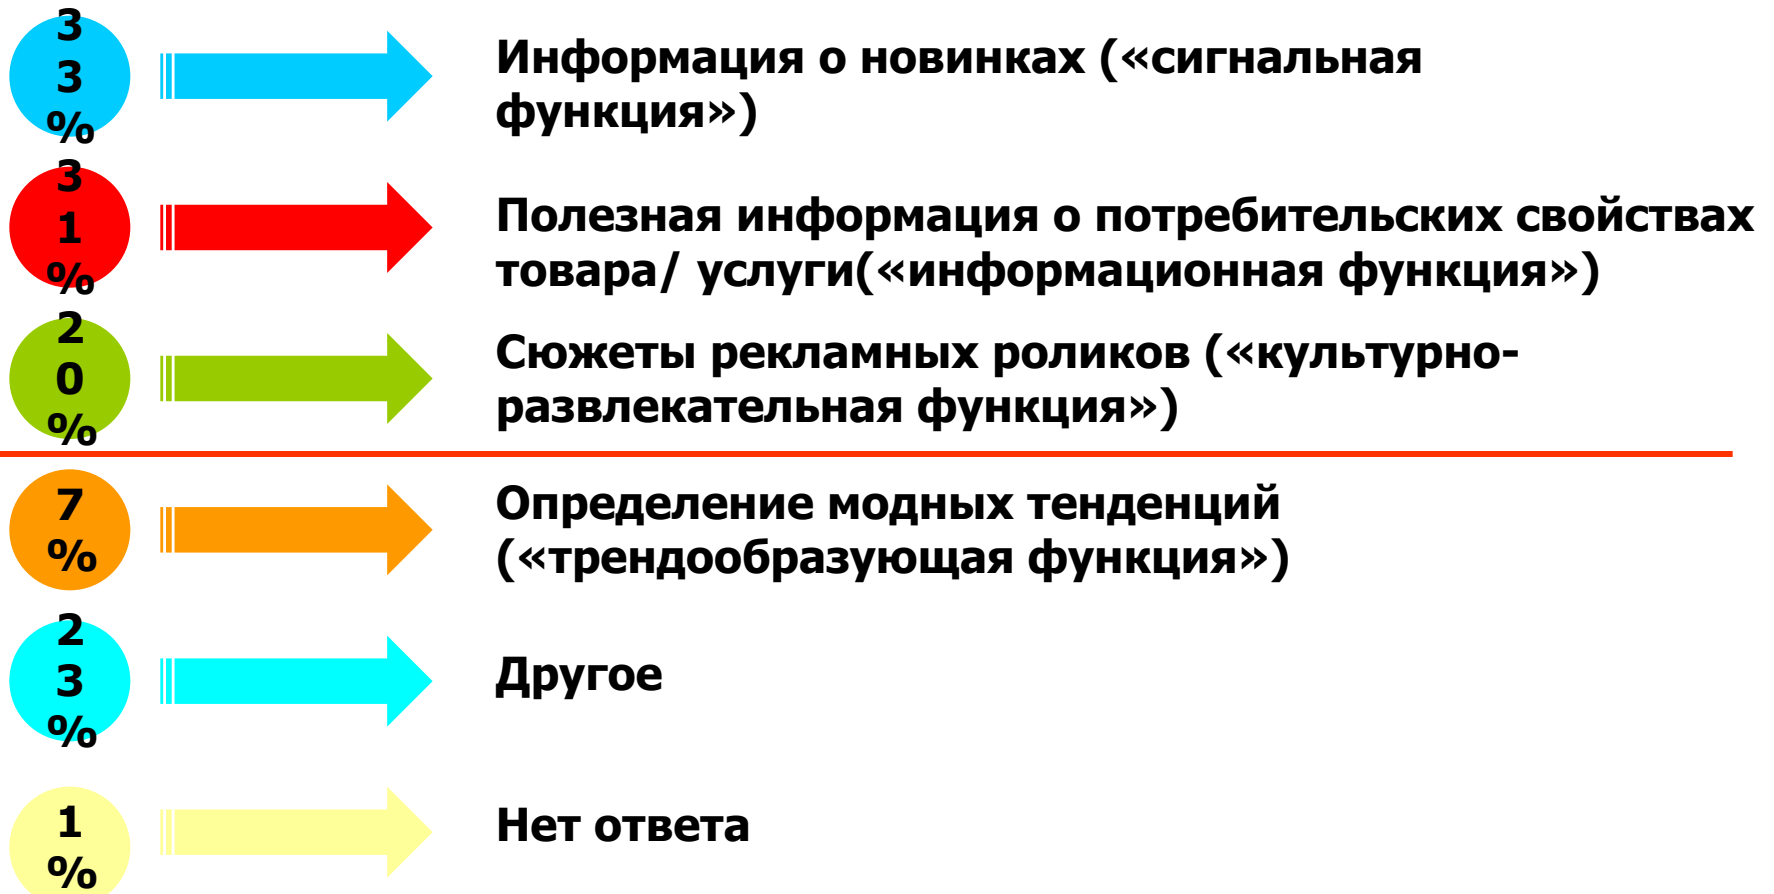 33%
Информация о новинках («сигнальная
функция»)
31%
Полезная информация о потребительских свойствах
товара/ услуги(«информационная функция»)
20%
Сюжеты рекламных роликов («культурно-
развлекательная функция»)
7%
Определение модных тенденций
(«трендообразующая функция»)
23%
Другое
1%
Нет ответа